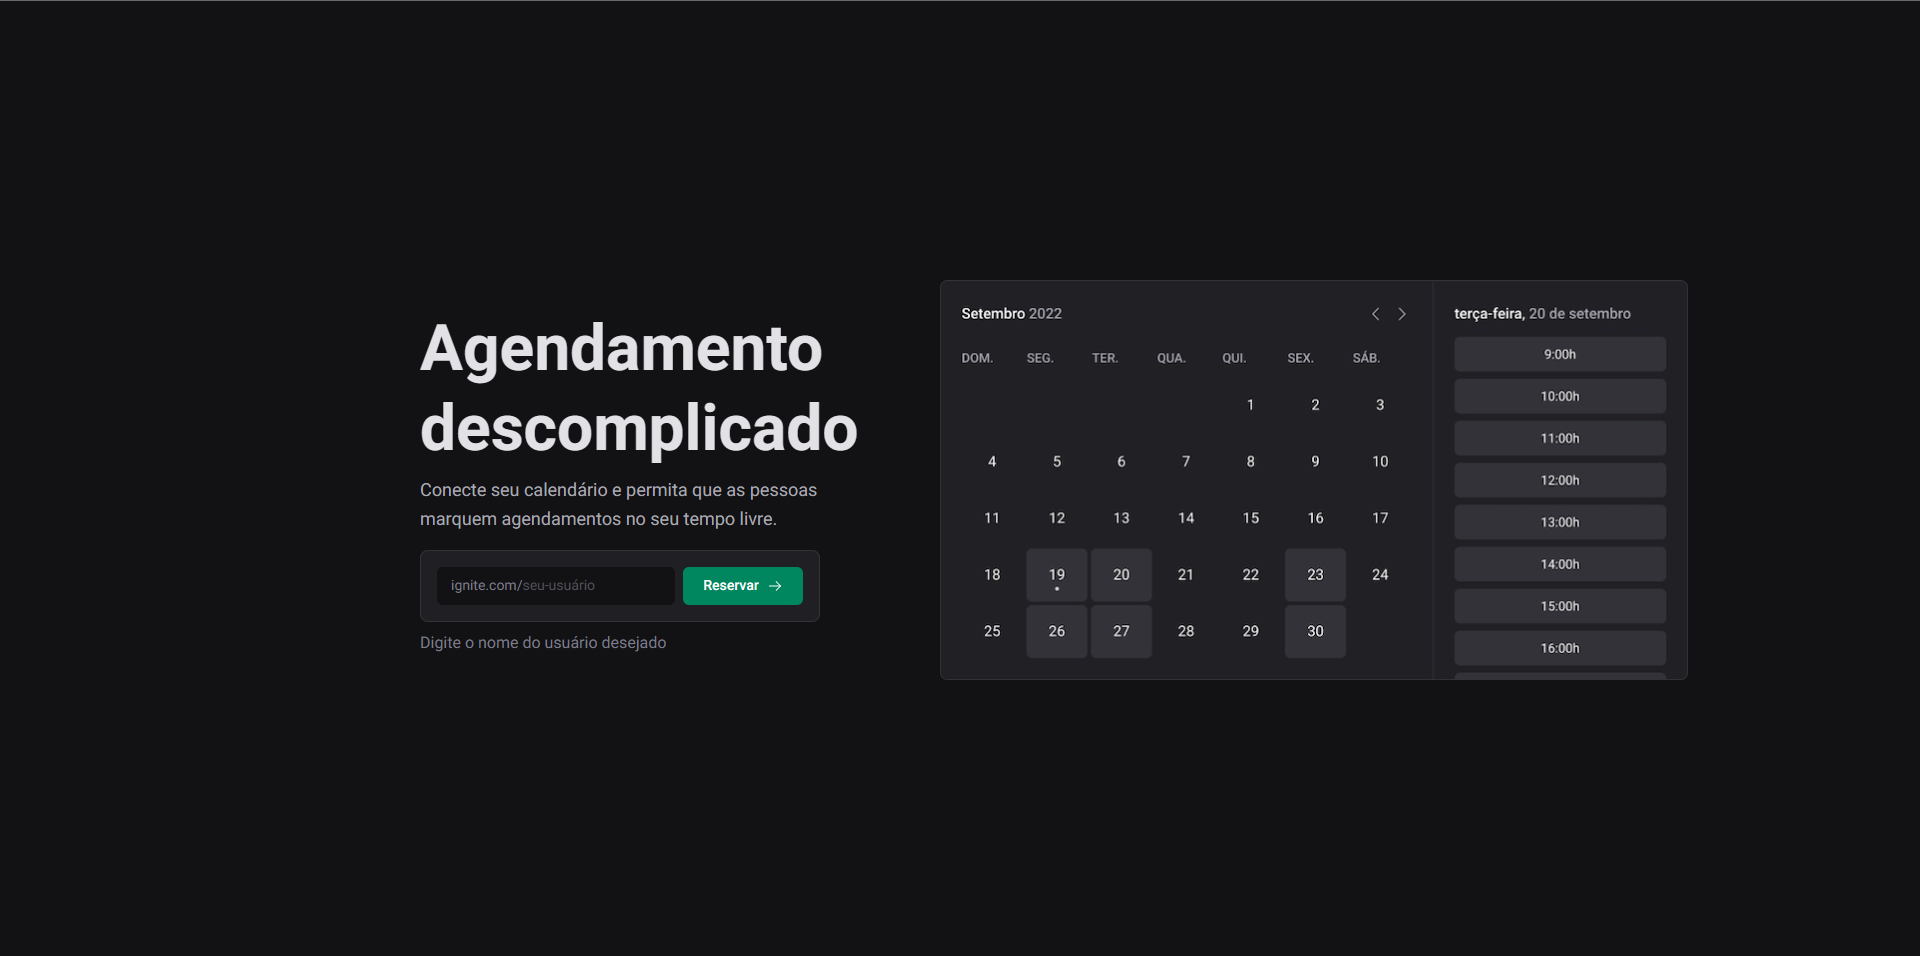 Agendamento
descomplicado
Conecte seu calendário e permita que as pessoas
marquem agendamentos no seu tempo livre.
ignite.com/seu-usuário
Reservar
Digite o nome do usuário desejado
Setembro 2022
DOM. SEG. TER. QUA. QUI. SEX. SÁB.
1 2 3
4 5 6 7 8 9 10
11 12 13 14 15 16 17
18 19 20 21 22 23 24
25 26 27 28 29 30
terça-feira, 20 de setembro
9:00h
10:00h
11:00h
12:00h
13:00h
14:00h
15:00h
16:00h